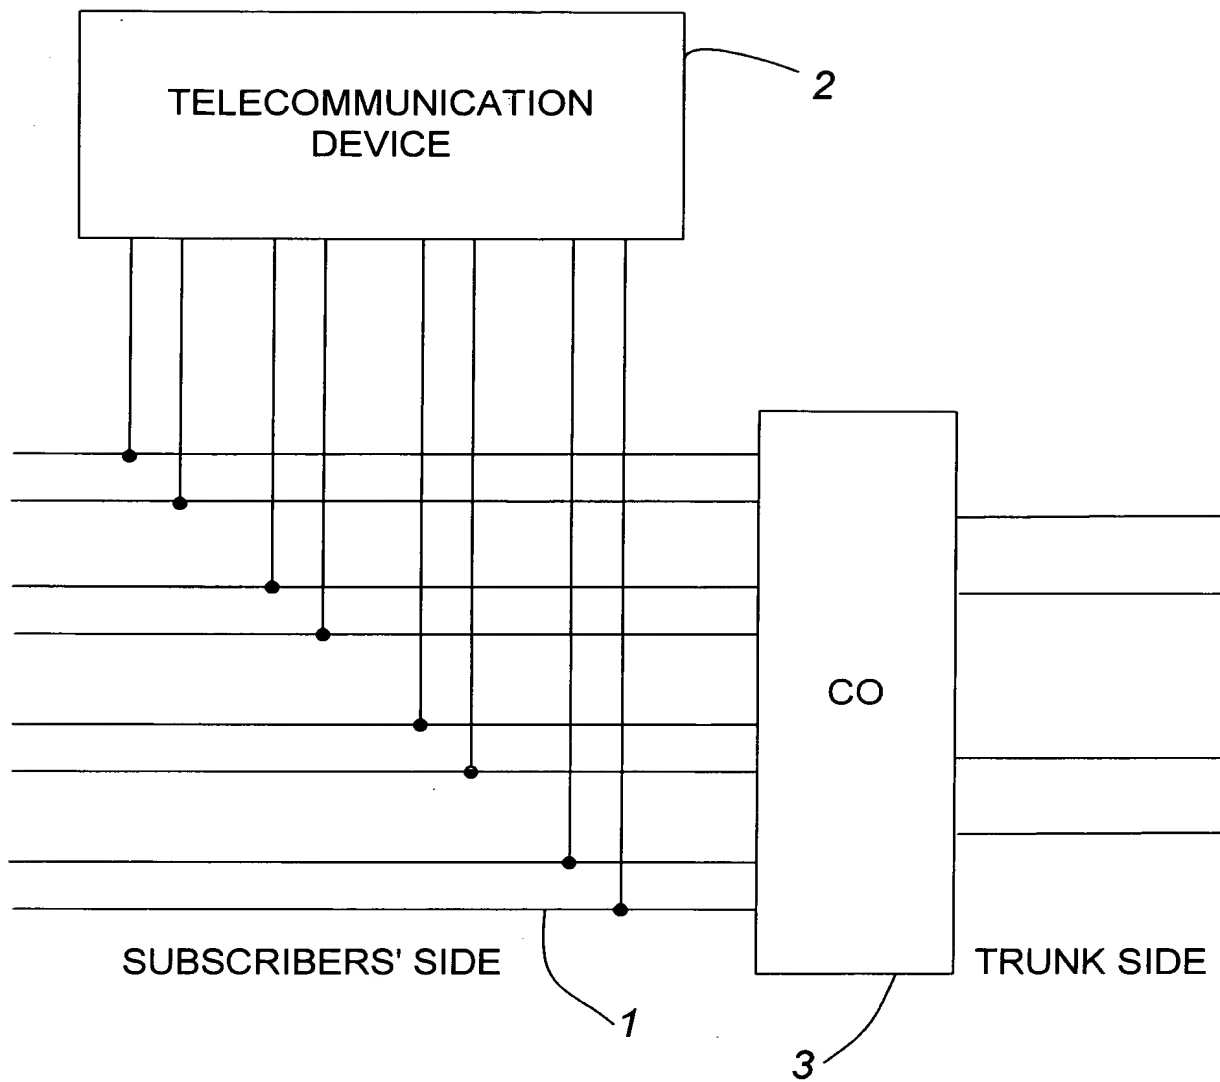 TELECOMMUNICATION
DEVICE
2
CO
SUBSCRIBERS' SIDE
TRUNK SIDE
1
3